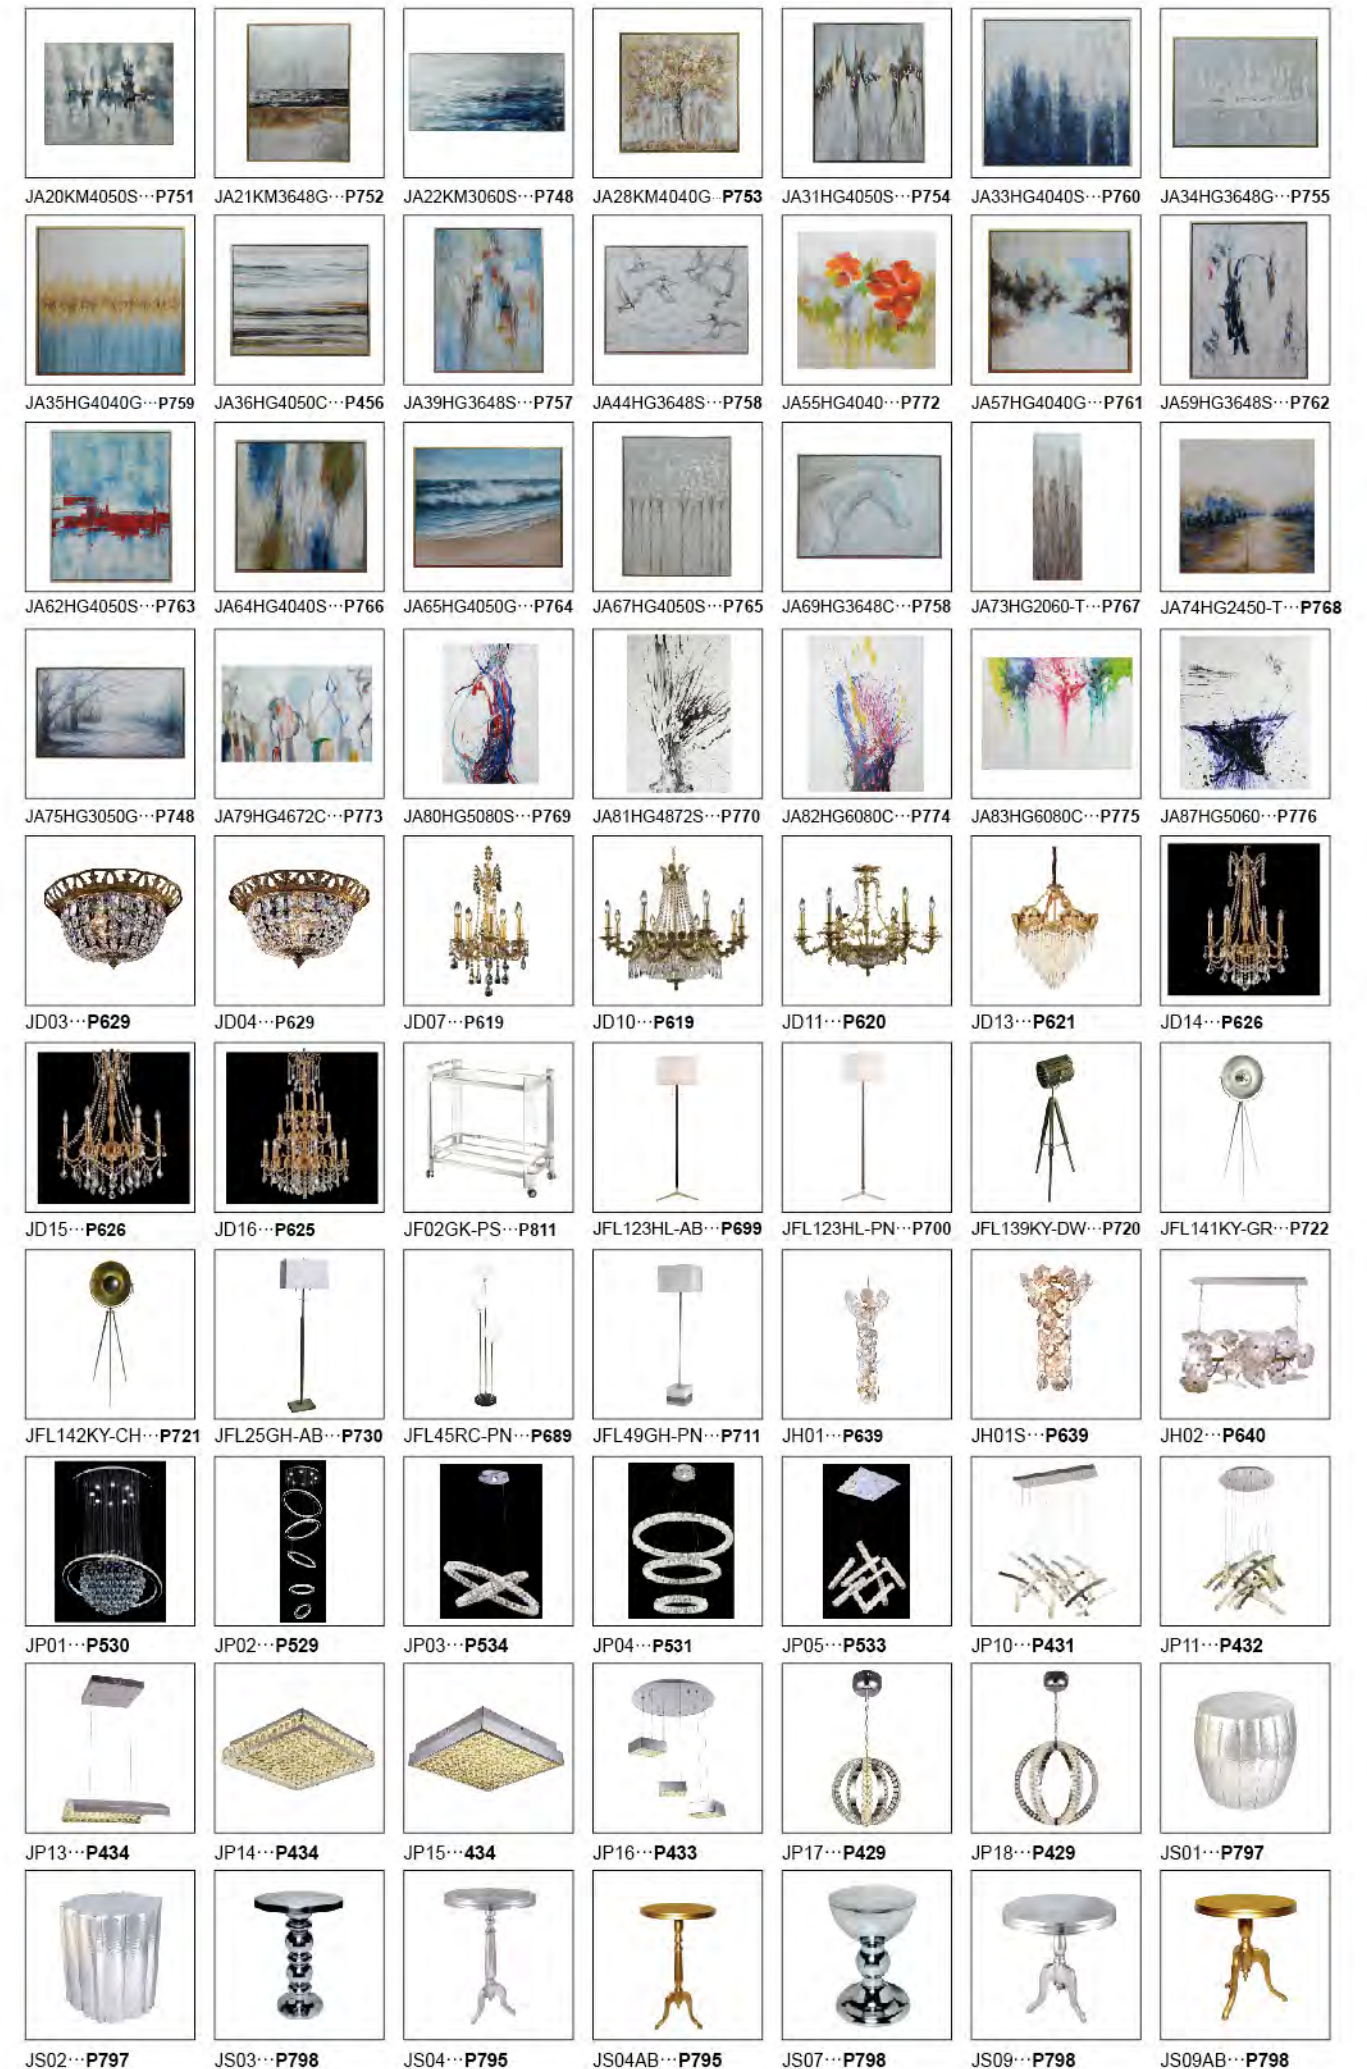 JA20KM4050S···P751 JA21KM3648G···P752 JA22KM3060S···P748 JA28KM4040G···P753 JA31HG4050S···P754 JA33HG4040S···P760 JA34HG3648G···P755
JA35HG4040G···P759 JA36HG4050C···P456 JA39HG3648S···P757 JA44HG3648S···P758 JA55HG4040···P772 JA57HG4040G···P761 JA59HG3648S···P762
JA62HG4050S···P763 JA64HG4040S···P766 JA65HG4050G···P764 JA67HG4050S···P765 JA69HG3648C···P758 JA73HG2060-T···P767 JA74HG2450-T···P768
JA75HG3050G···P748 JA79HG4672C···P773 JA80HG5080S···P769 JA81HG4872S···P770 JA82HG6080C···P774 JA83HG6080C···P775 JA87HG5060···P776
JD03···P629 JD04···P629 JD07···P619 JD10···P619 JD11···P620 JD13···P621 JD14···P626
JD15···P626 JD16···P625 JF02GK-PS···P811 JFL123HL-AB···P699 JFL123HL-PN···P700 JFL139KY-DW···P720 JFL141KY-GR···P722
JFL142KY-CH···P721 JFL25GH-AB···P730 JFL45RC-PN···P689 JFL49GH-PN···P711 JH01···P639 JH01S···P639 JH02···P640
JP01···P530 JP02···P529 JP03···P534 JP04···P531 JP05···P533 JP10···P431 JP11···P432
JP13···P434 JP14···P434 JP15···434 JP16···P433 JP17···P429 JP18···P429 JS01···P797
JS02···P797 JS03···P798 JS04···P795 JS04AB···P795 JS07···P798 JS09···P798 JS09AB···P798